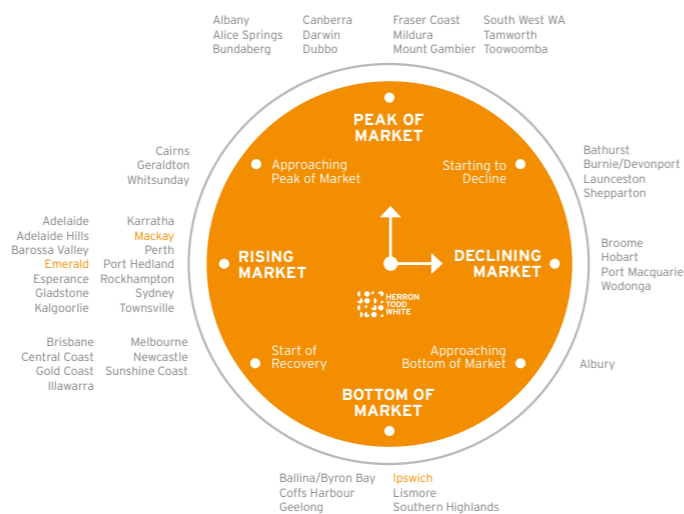 Albany
Alice Springs
Bundaberg
Canberra
Darwin
Dubbo
Fraser Coast
Mildura
Mount Gambier
South West WA
Tamworth
Toowoomba
PEAK OF
MARKET
Cairns
Geraldton
Whitsunday
Approaching
Peak of Market
Starting to
Decline
Bathurst
Burnie/Devonport
Launceston
Shepparton
Adelaide
Adelaide Hills
Barossa Valley
Emerald
Esperance
Gladstone
Kalgoorlie
Karratha
Mackay
Perth
Port Hedland
Rockhampton
Sydney
Townsville
RISING
MARKET
DECLINING
MARKET
Broome
Hobart
Port Macquarie
Wodonga
HERRON
TODD
WHITE
Brisbane
Central Coast
Gold Coast
Illawarra
Melbourne
Newcastle
Sunshine Coast
Start of
Recovery
Approaching
Bottom of Market
Albury
BOTTOM OF
MARKET
Ballina/Byron Bay
Coffs Harbour
Geelong
Ipswich
Lismore
Southern Highlands